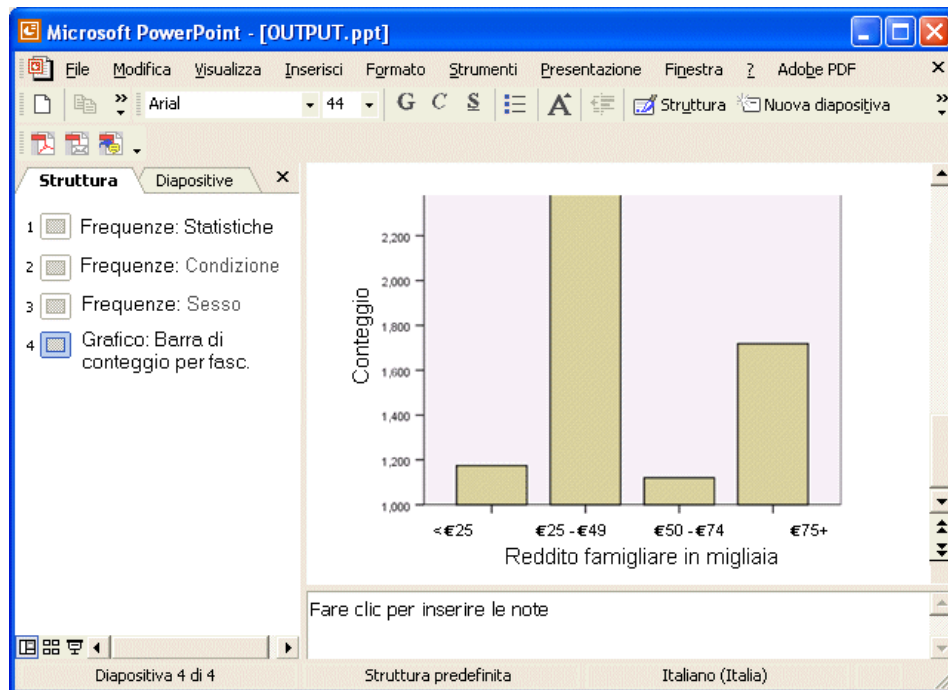 Microsoft PowerPoint - [OUTPUT.ppt]
File Modifica Visualizza Inserisci Formato Strumenti Presentazione Finestra ? Adobe PDF
Arial 44 G C S A Struttura Nuova diapositiva
Struttura Diapositive
1 Frequenze: Statistiche
2 Frequenze: Condizione
3 Frequenze: Sesso
4 Grafico: Barra di
conteggio per fasc.
Conteggio
2,200
2,000
1,800
1,600
1,400
1,200
1,000
<€25 €25 -€49 €50 -€74 €75+
Reddito famigliare in migliaia
Fare clic per inserire le note
Diapositiva 4 di 4 Struttura predefinita Italiano (Italia)